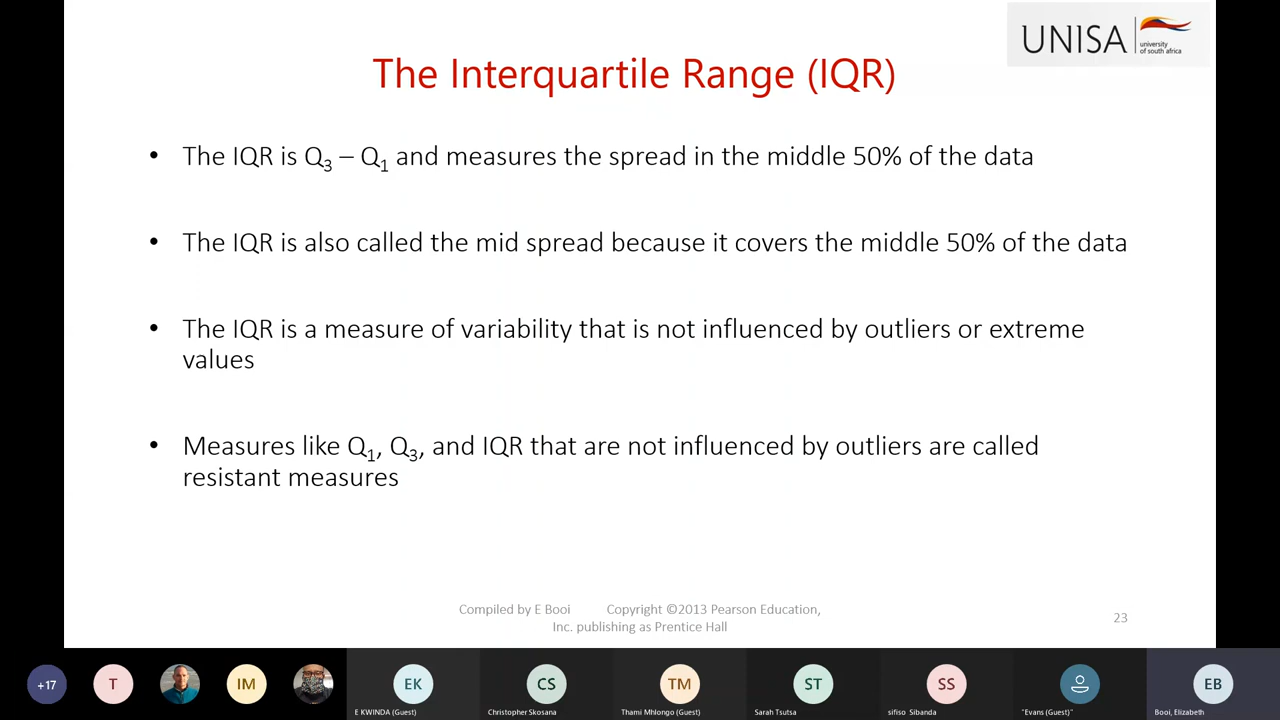 UNISA
university
of south africa
The Interquartile Range (IQR)
• The IQR is Q3 – Q1 and measures the spread in the middle 50% of the data
• The IQR is also called the mid spread because it covers the middle 50% of the data
• The IQR is a measure of variability that is not influenced by outliers or extreme
values
• Measures like Q1, Q3, and IQR that are not influenced by outliers are called
resistant measures
Compiled by E Booi Copyright ©2013 Pearson Education,
Inc. publishing as Prentice Hall
23
+17
T
IM
EK
CS
TM
ST
SS
EB
E KWINDA (Guest)
Christopher Skosana
Thami Mhlongo (Guest)
Sarah Tsutsa
sifiso Sibanda
"Evans (Guest)"
Booi, Elizabeth